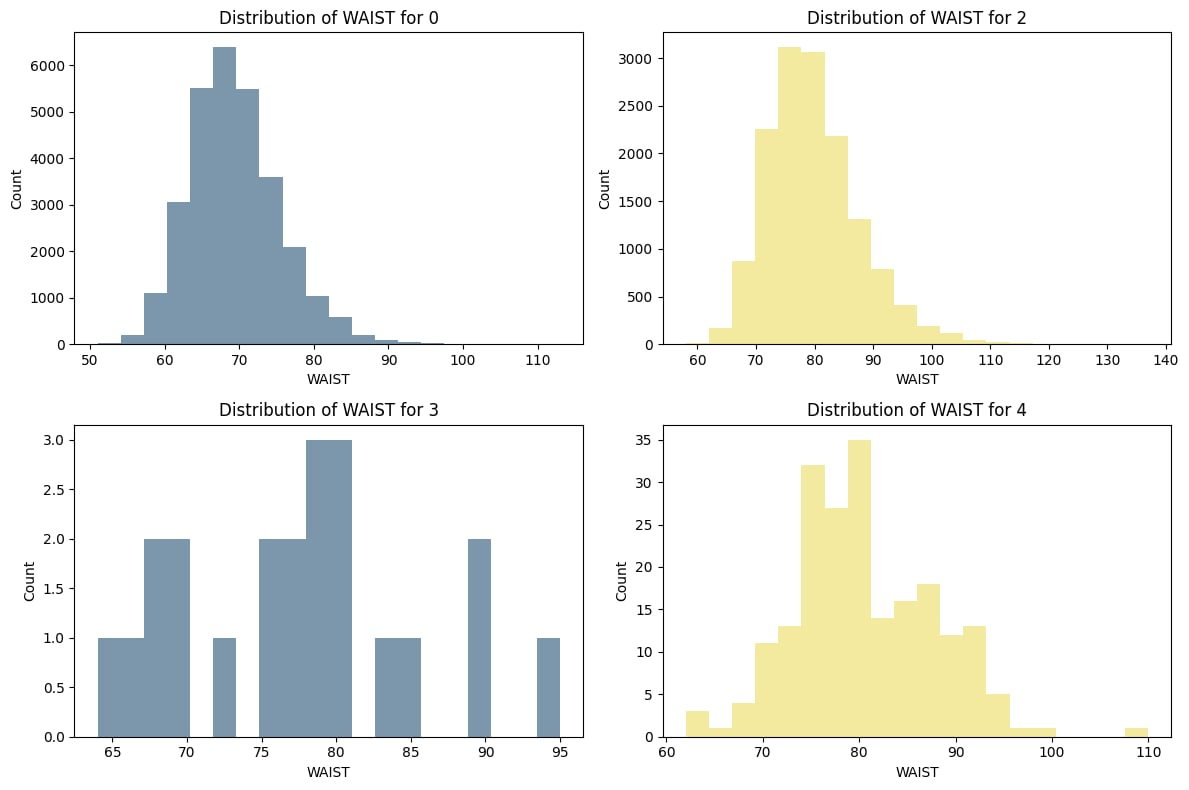 Distribution of WAIST for 0
6000
5000
4000
3000
2000
1000
0
Count
50 60 70 80 90 100 110
WAIST
Distribution of WAIST for 2
3000
2500
2000
1500
1000
500
0
Count
60 70 80 90 100 110 120 130 140
WAIST
Distribution of WAIST for 3
3.0
2.5
2.0
1.5
1.0
0.5
0.0
Count
65 70 75 80 85 90 95
WAIST
Distribution of WAIST for 4
35
30
25
20
15
10
5
0
Count
60 70 80 90 100 110
WAIST